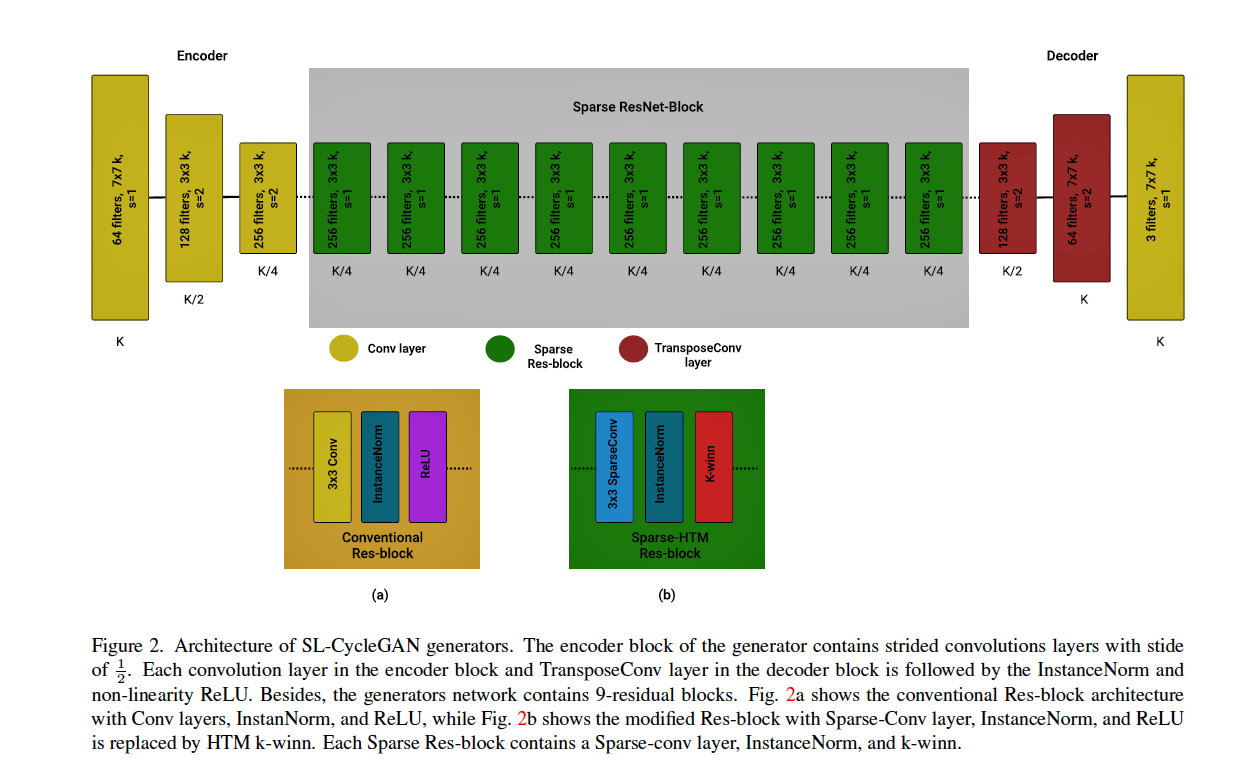 Encoder
Decoder
Sparse ResNet-Block
64 filters, 7x7 k,
s=1
128 filters, 3x3 k,
s=2
256 filters, 3x3 k,
s=2
256 filters, 3x3 k,
s=1
256 filters, 3x3 k,
s=1
256 filters, 3x3 k,
s=1
256 filters, 3x3 k,
s=1
256 filters, 3x3 k,
s=1
256 filters, 3x3 k,
s=1
256 filters, 3x3 k,
s=1
256 filters, 3x3 k,
s=1
256 filters, 3x3 k,
s=1
128 filters, 3x3 k,
s=2
64 filters, 7x7 k,
s=2
3 filters, 7x7 k,
s=1
K
K/2
K/4
K/4
K/4
K/4
K/4
K/4
K/4
K/4
K/4
K/4
K/2
K
K
Conv layer
Sparse
Res-block
TransposeConv
layer
3x3 Conv
InstanceNorm
ReLU
Conventional
Res-block
(a)
3x3 SparseConv
InstanceNorm
K-winn
Sparse-HTM
Res-block
(b)
Figure 2. Architecture of SL-CycleGAN generators. The encoder block of the generator contains strided convolutions layers with stide
of 1/2. Each convolution layer in the encoder block and TransposeConv layer in the decoder block is followed by the InstanceNorm and
non-linearity ReLU. Besides, the generators network contains 9-residual blocks. Fig. 2a shows the conventional Res-block architecture
with Conv layers, InstanNorm, and ReLU, while Fig. 2b shows the modified Res-block with Sparse-Conv layer, InstanceNorm, and ReLU
is replaced by HTM k-winn. Each Sparse Res-block contains a Sparse-conv layer, InstanceNorm, and k-winn.